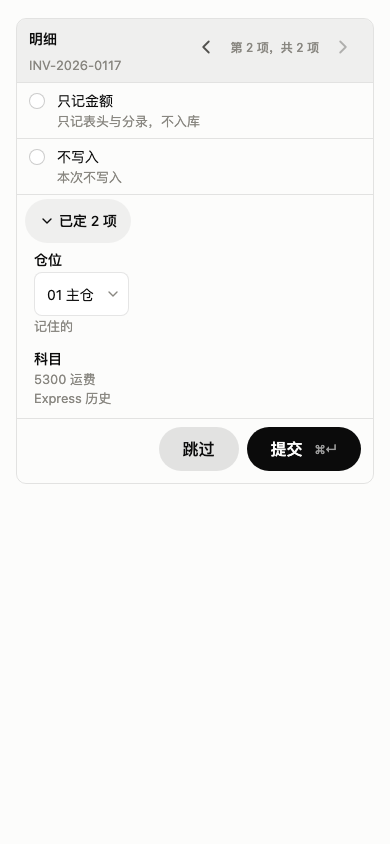 明细
INV-2026-0117
第 2 项，共 2 项
只记金额
只记表头与分录，不入库
不写入
本次不写入
已定 2 项
仓位
01 主仓
记住的
科目
5300 运费
Express 历史
跳过
提交 ⌘↵